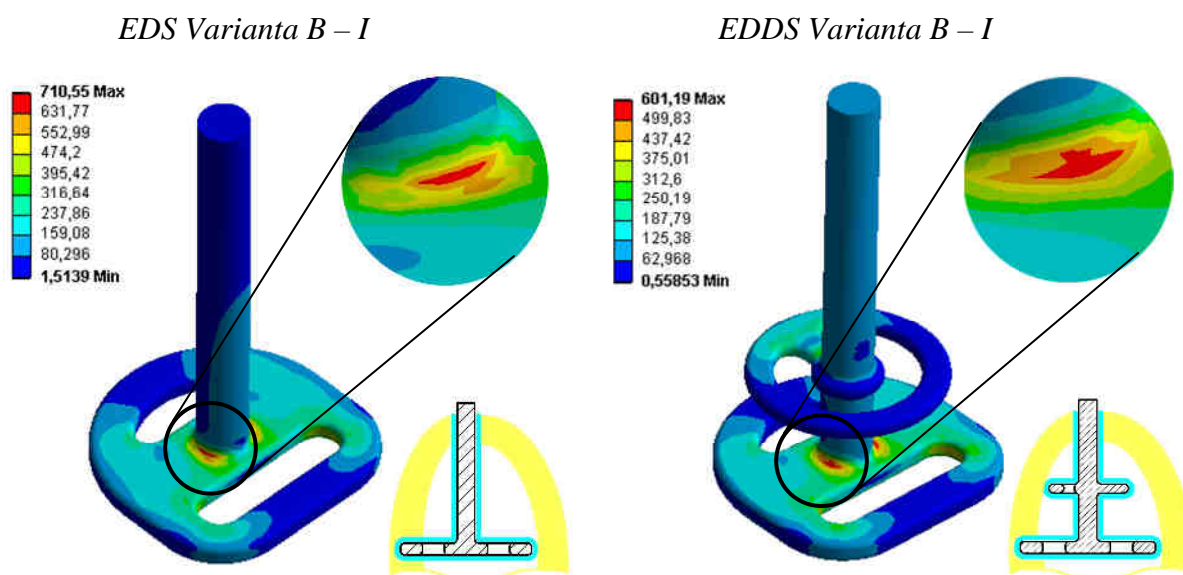 EDS Varianta B – I
710,55 Max
631,77
552,99
474,2
395,42
316,64
237,86
159,08
80,296
1,5139 Min
EDDS Varianta B – I
601,19 Max
499,83
437,42
375,01
312,6
250,19
187,79
125,38
62,968
0,55853 Min